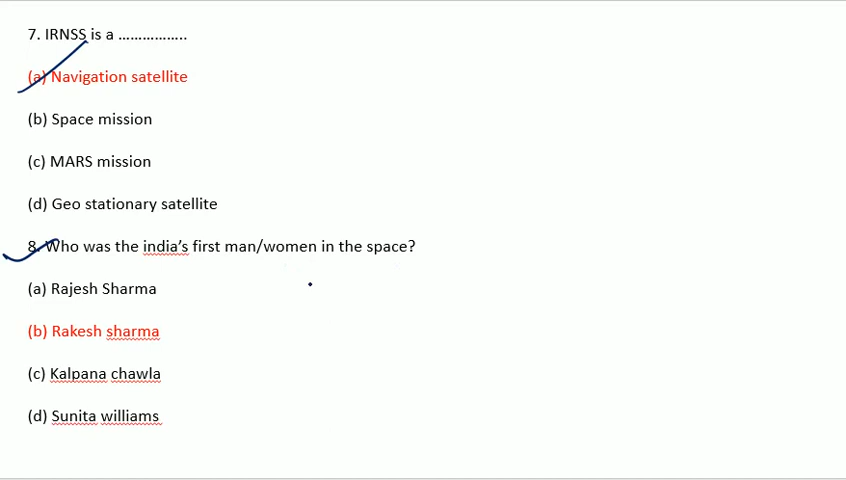 7. IRNSS is a ……………..
(a) Navigation satellite
(b) Space mission
(c) MARS mission
(d) Geo stationary satellite
8. Who was the india's first man/women in the space?
(a) Rajesh Sharma
(b) Rakesh sharma
(c) Kalpana chawla
(d) Sunita williams